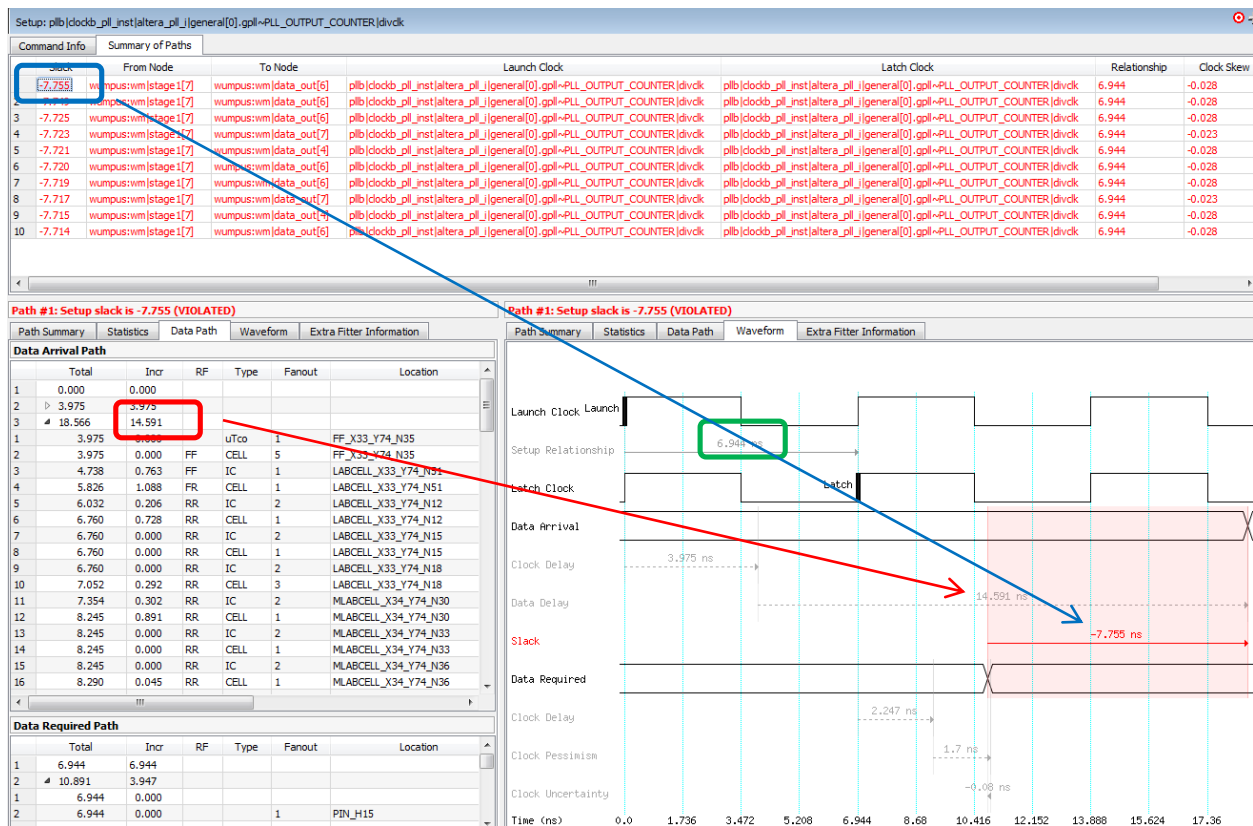 Setup: pllb|clockb_pll_inst|altera_pll_i|general[0].gpll~PLL_OUTPUT_COUNTER|divclk
Command Info Summary of Paths
Slack From Node To Node Launch Clock Latch Clock Relationship Clock Skew
-7.755 wumpus:wm|stage1[7] wumpus:wm|data_out[6] pllb|clockb_pll_inst|altera_pll_i|general[0].gpll~PLL_OUTPUT_COUNTER|divclk pllb|clockb_pll_inst|altera_pll_i|general[0].gpll~PLL_OUTPUT_COUNTER|divclk 6.944 -0.028
2 wumpus:wm|stage1[7] wumpus:wm|data_out[6] pllb|clockb_pll_inst|altera_pll_i|general[0].gpll~PLL_OUTPUT_COUNTER|divclk pllb|clockb_pll_inst|altera_pll_i|general[0].gpll~PLL_OUTPUT_COUNTER|divclk 6.944 -0.028
3 -7.725 wumpus:wm|stage1[7] wumpus:wm|data_out[6] pllb|clockb_pll_inst|altera_pll_i|general[0].gpll~PLL_OUTPUT_COUNTER|divclk pllb|clockb_pll_inst|altera_pll_i|general[0].gpll~PLL_OUTPUT_COUNTER|divclk 6.944 -0.028
4 -7.723 wumpus:wm|stage1[7] wumpus:wm|data_out[7] pllb|clockb_pll_inst|altera_pll_i|general[0].gpll~PLL_OUTPUT_COUNTER|divclk pllb|clockb_pll_inst|altera_pll_i|general[0].gpll~PLL_OUTPUT_COUNTER|divclk 6.944 -0.023
5 -7.721 wumpus:wm|stage1[7] wumpus:wm|data_out[4] pllb|clockb_pll_inst|altera_pll_i|general[0].gpll~PLL_OUTPUT_COUNTER|divclk pllb|clockb_pll_inst|altera_pll_i|general[0].gpll~PLL_OUTPUT_COUNTER|divclk 6.944 -0.028
6 -7.720 wumpus:wm|stage1[7] wumpus:wm|data_out[6] pllb|clockb_pll_inst|altera_pll_i|general[0].gpll~PLL_OUTPUT_COUNTER|divclk pllb|clockb_pll_inst|altera_pll_i|general[0].gpll~PLL_OUTPUT_COUNTER|divclk 6.944 -0.028
7 -7.719 wumpus:wm|stage1[7] wumpus:wm|data_out[6] pllb|clockb_pll_inst|altera_pll_i|general[0].gpll~PLL_OUTPUT_COUNTER|divclk pllb|clockb_pll_inst|altera_pll_i|general[0].gpll~PLL_OUTPUT_COUNTER|divclk 6.944 -0.028
8 -7.717 wumpus:wm|stage1[7] wumpus:wm|data_out[7] pllb|clockb_pll_inst|altera_pll_i|general[0].gpll~PLL_OUTPUT_COUNTER|divclk pllb|clockb_pll_inst|altera_pll_i|general[0].gpll~PLL_OUTPUT_COUNTER|divclk 6.944 -0.023
9 -7.715 wumpus:wm|stage1[7] wumpus:wm|data_out[4] pllb|clockb_pll_inst|altera_pll_i|general[0].gpll~PLL_OUTPUT_COUNTER|divclk pllb|clockb_pll_inst|altera_pll_i|general[0].gpll~PLL_OUTPUT_COUNTER|divclk 6.944 -0.028
10 -7.714 wumpus:wm|stage1[7] wumpus:wm|data_out[6] pllb|clockb_pll_inst|altera_pll_i|general[0].gpll~PLL_OUTPUT_COUNTER|divclk pllb|clockb_pll_inst|altera_pll_i|general[0].gpll~PLL_OUTPUT_COUNTER|divclk 6.944 -0.028
Path #1: Setup slack is -7.755 (VIOLATED)
Path Summary Statistics Data Path Waveform Extra Fitter Information
Data Arrival Path
Total Incr RF Type Fanout Location
1 0.000 0.000
2 3.975 3.975
3 18.566 14.591
1 3.975 0.000 uTco 1 FF_X33_Y74_N35
2 3.975 0.000 FF CELL 5 FF_X33_Y74_N35
3 4.738 0.763 FF IC 1 LABCELL_X33_Y74_N51
4 5.826 1.088 FR CELL 1 LABCELL_X33_Y74_N51
5 6.032 0.206 RR IC 2 LABCELL_X33_Y74_N12
6 6.760 0.728 RR CELL 1 LABCELL_X33_Y74_N12
7 6.760 0.000 RR IC 2 LABCELL_X33_Y74_N15
8 6.760 0.000 RR CELL 1 LABCELL_X33_Y74_N15
9 6.760 0.000 RR IC 2 LABCELL_X33_Y74_N18
10 7.052 0.292 RR CELL 3 LABCELL_X33_Y74_N18
11 7.354 0.302 RR IC 2 MLABCELL_X34_Y74_N30
12 8.245 0.891 RR CELL 1 MLABCELL_X34_Y74_N30
13 8.245 0.000 RR IC 2 MLABCELL_X34_Y74_N33
14 8.245 0.000 RR CELL 1 MLABCELL_X34_Y74_N33
15 8.245 0.000 RR IC 2 MLABCELL_X34_Y74_N36
16 8.290 0.045 RR CELL 1 MLABCELL_X34_Y74_N36
Data Required Path
Total Incr RF Type Fanout Location
1 6.944 6.944
2 10.891 3.947
1 6.944 0.000
2 6.944 0.000 1 PIN_H15
Path #1: Setup slack is -7.755 (VIOLATED)
Path Summary Statistics Data Path Waveform Extra Fitter Information
Launch Clock Launch
Setup Relationship 6.944 ns
Latch Clock Latch
Data Arrival
Clock Delay 3.975 ns
Data Delay 14.591 ns
Slack -7.755 ns
Data Required
Clock Delay 2.247 ns
Clock Pessimism 1.7 ns
Clock Uncertainty -0.08 ns
Time (ns) 0.0 1.736 3.472 5.208 6.944 8.68 10.416 12.152 13.888 15.624 17.36